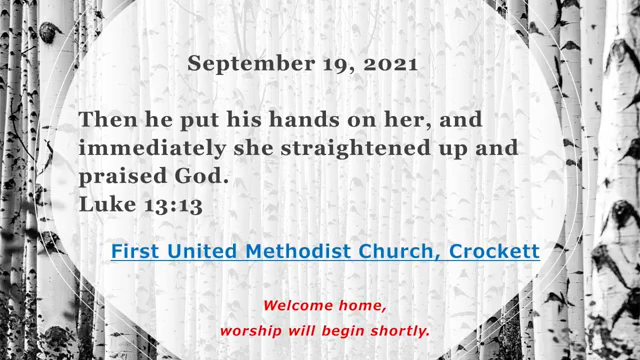 September 19, 2021
Then he put his hands on her, and
immediately she straightened up and
praised God.
Luke 13:13
First United Methodist Church, Crockett
Welcome home,
worship will begin shortly.